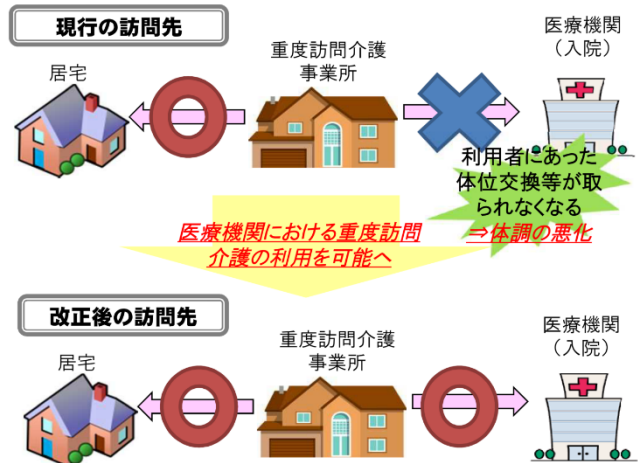 現行の訪問先
居宅
重度訪問介護
事業所
医療機関
(入院)
利用者にあった
体位交換等が取
られなくなる
⇒体調の悪化
医療機関における重度訪問
介護の利用を可能へ
改正後の訪問先
居宅
重度訪問介護
事業所
医療機関
(入院)